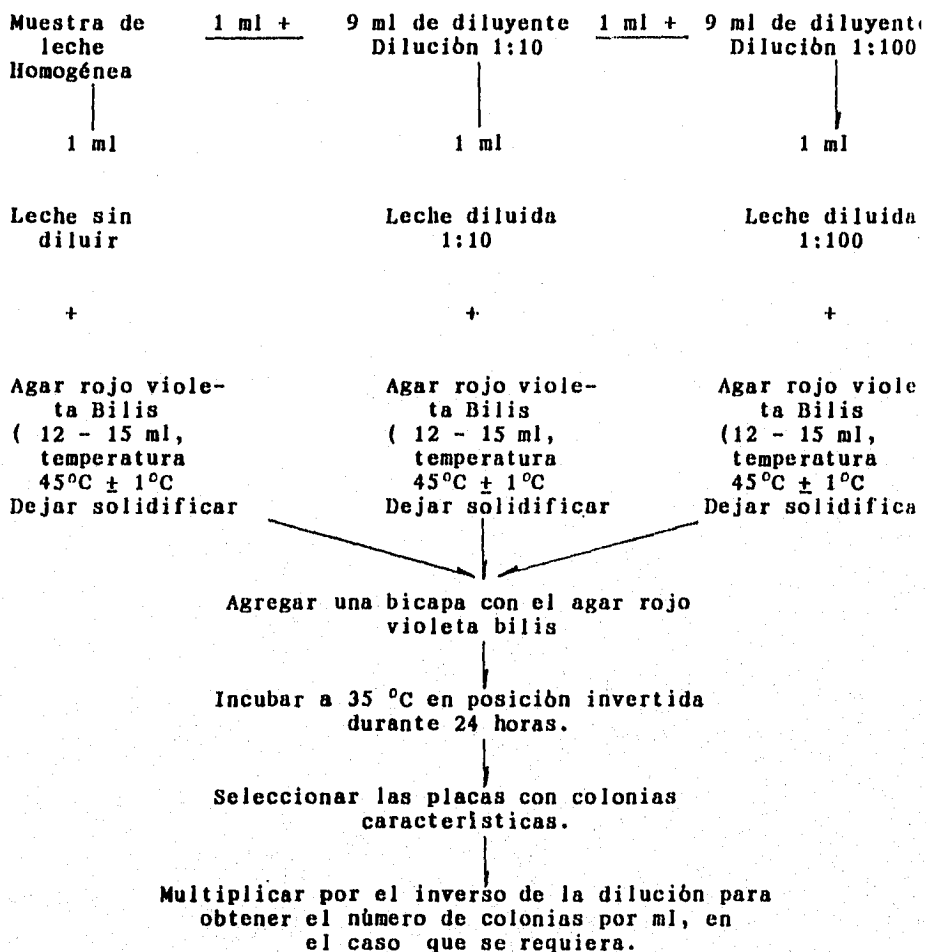 Muestra de 1 ml + 9 ml de diluyente 1 ml + 9 ml de diluyent
leche Dilución 1:10 Dilución 1:100
Homogénea
1 ml 1 ml 1 ml
Leche sin Leche diluida Leche diluida
diluir 1:10 1:100
+ + +
Agar rojo viole- Agar rojo viole- Agar rojo viole
ta Bilis ta Bilis ta Bilis
( 12 - 15 ml, ( 12 - 15 ml, (12 - 15 ml,
temperatura temperatura temperatura
45°C ± 1°C 45°C ± 1°C 45°C ± 1°C
Dejar solidificar Dejar solidificar Dejar solidifica
Agregar una bicapa con el agar rojo
violeta bilis
Incubar a 35 °C en posición invertida
durante 24 horas.
Seleccionar las placas con colonias
características.
Multiplicar por el inverso de la dilución para
obtener el número de colonias por ml, en
el caso que se requiera.